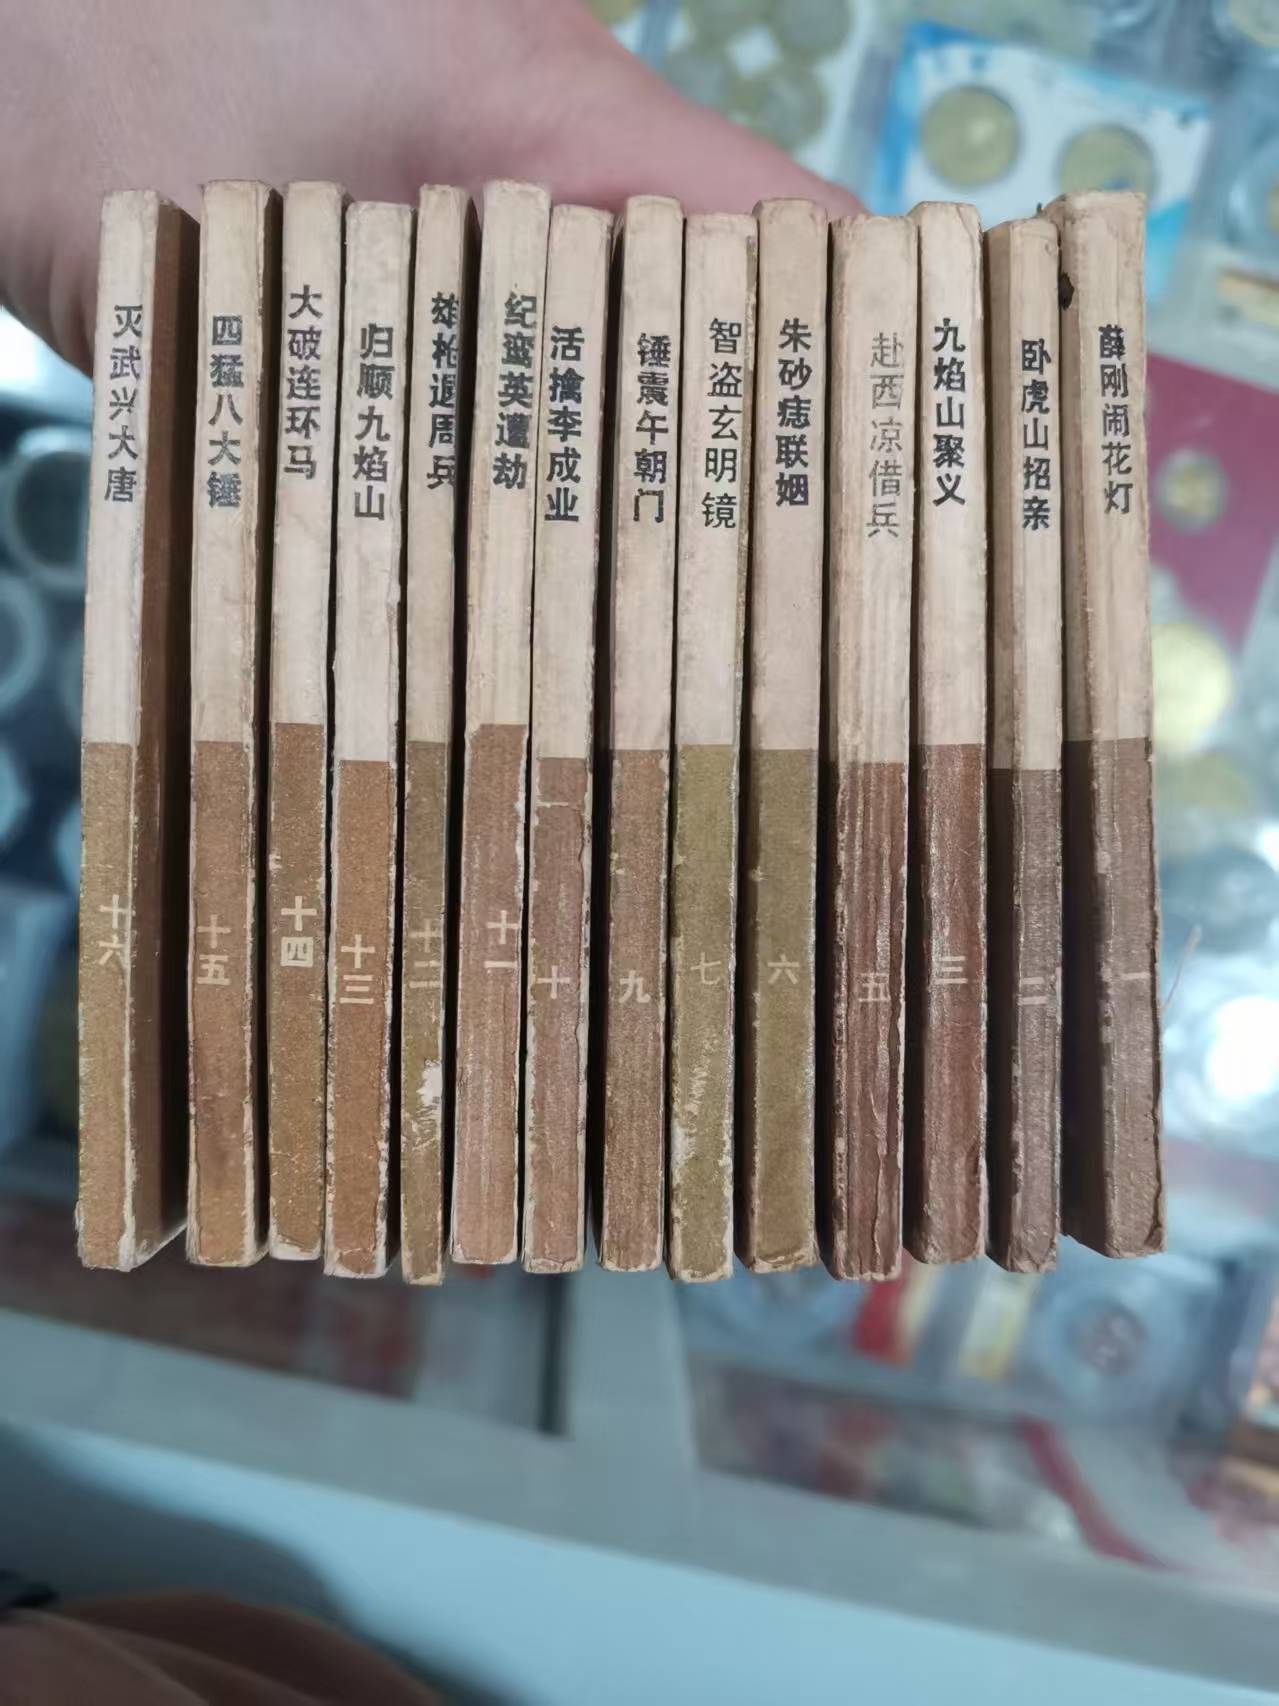 灭武兴大唐
十六
四猛八大锤
十五
大破连环马
十四
归顺九焰山
十三
雄枪退周兵
十二
纪鸾英遭劫
十一
活擒李成业
十
锤震午朝门
九
智盗玄明镜
七
朱砂痣联姻
六
赴西凉借兵
五
九焰山聚义
三
卧虎山招亲
二
薛刚闹花灯
一